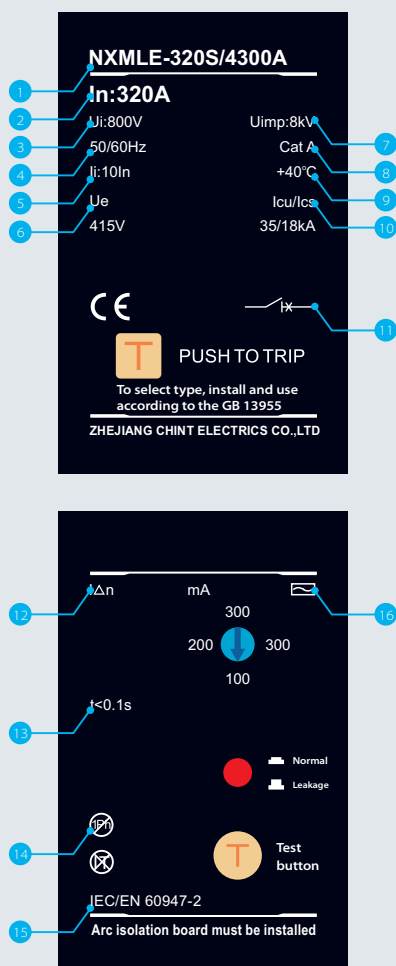 NXMLE-320S/4300A
1
In:320A
2
Ui:800V Uimp:8kV
3 7
50/60Hz Cat A
4 8
Ii:10In +40°C
5 9
Ue Icu/Ics
6 10
415V 35/18kA
CE
11
T PUSH TO TRIP
To select type, install and use
according to the GB 13955
ZHEJIANG CHINT ELECTRICS CO.,LTD
I△n mA
12 16
300
200 300
100
t<0.1s
13
Normal
Leakage
1Ph
14
IT
T Test
button
IEC/EN 60947-2
15
Arc isolation board must be installed